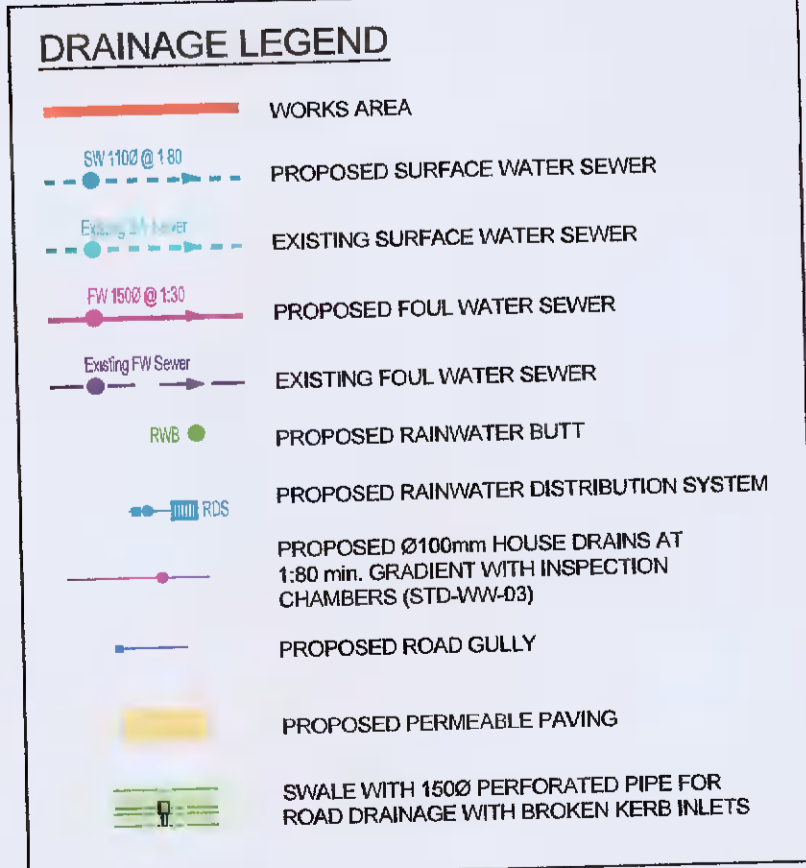 DRAINAGE LEGEND
WORKS AREA
SW 110Ø @ 1:80
PROPOSED SURFACE WATER SEWER
Existing Sewer
EXISTING SURFACE WATER SEWER
FW 150Ø @ 1:30
PROPOSED FOUL WATER SEWER
Existing FW Sewer
EXISTING FOUL WATER SEWER
RWB
PROPOSED RAINWATER BUTT
RDS
PROPOSED RAINWATER DISTRIBUTION SYSTEM
PROPOSED Ø100mm HOUSE DRAINS AT
1:80 min. GRADIENT WITH INSPECTION
CHAMBERS (STD-WW-03)
PROPOSED ROAD GULLY
PROPOSED PERMEABLE PAVING
SWALE WITH 150Ø PERFORATED PIPE FOR
ROAD DRAINAGE WITH BROKEN KERB INLETS